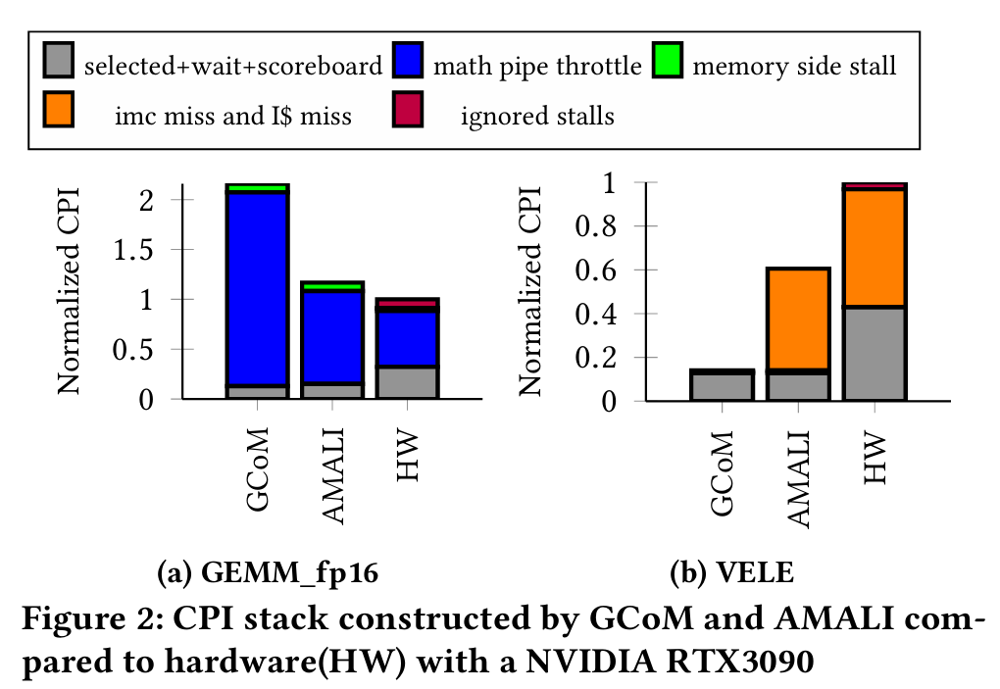 selected+wait+scoreboard math pipe throttle memory side stall
imc miss and I$ miss ignored stalls
Normalized CPI
2
1.5
1
0.5
0
GCoM
AMALI
HW
(a) GEMM_fp16
Normalized CPI
1
0.8
0.6
0.4
0.2
0
GCoM
AMALI
HW
(b) VELE
Figure 2: CPI stack constructed by GCoM and AMALI com-
pared to hardware(HW) with a NVIDIA RTX3090